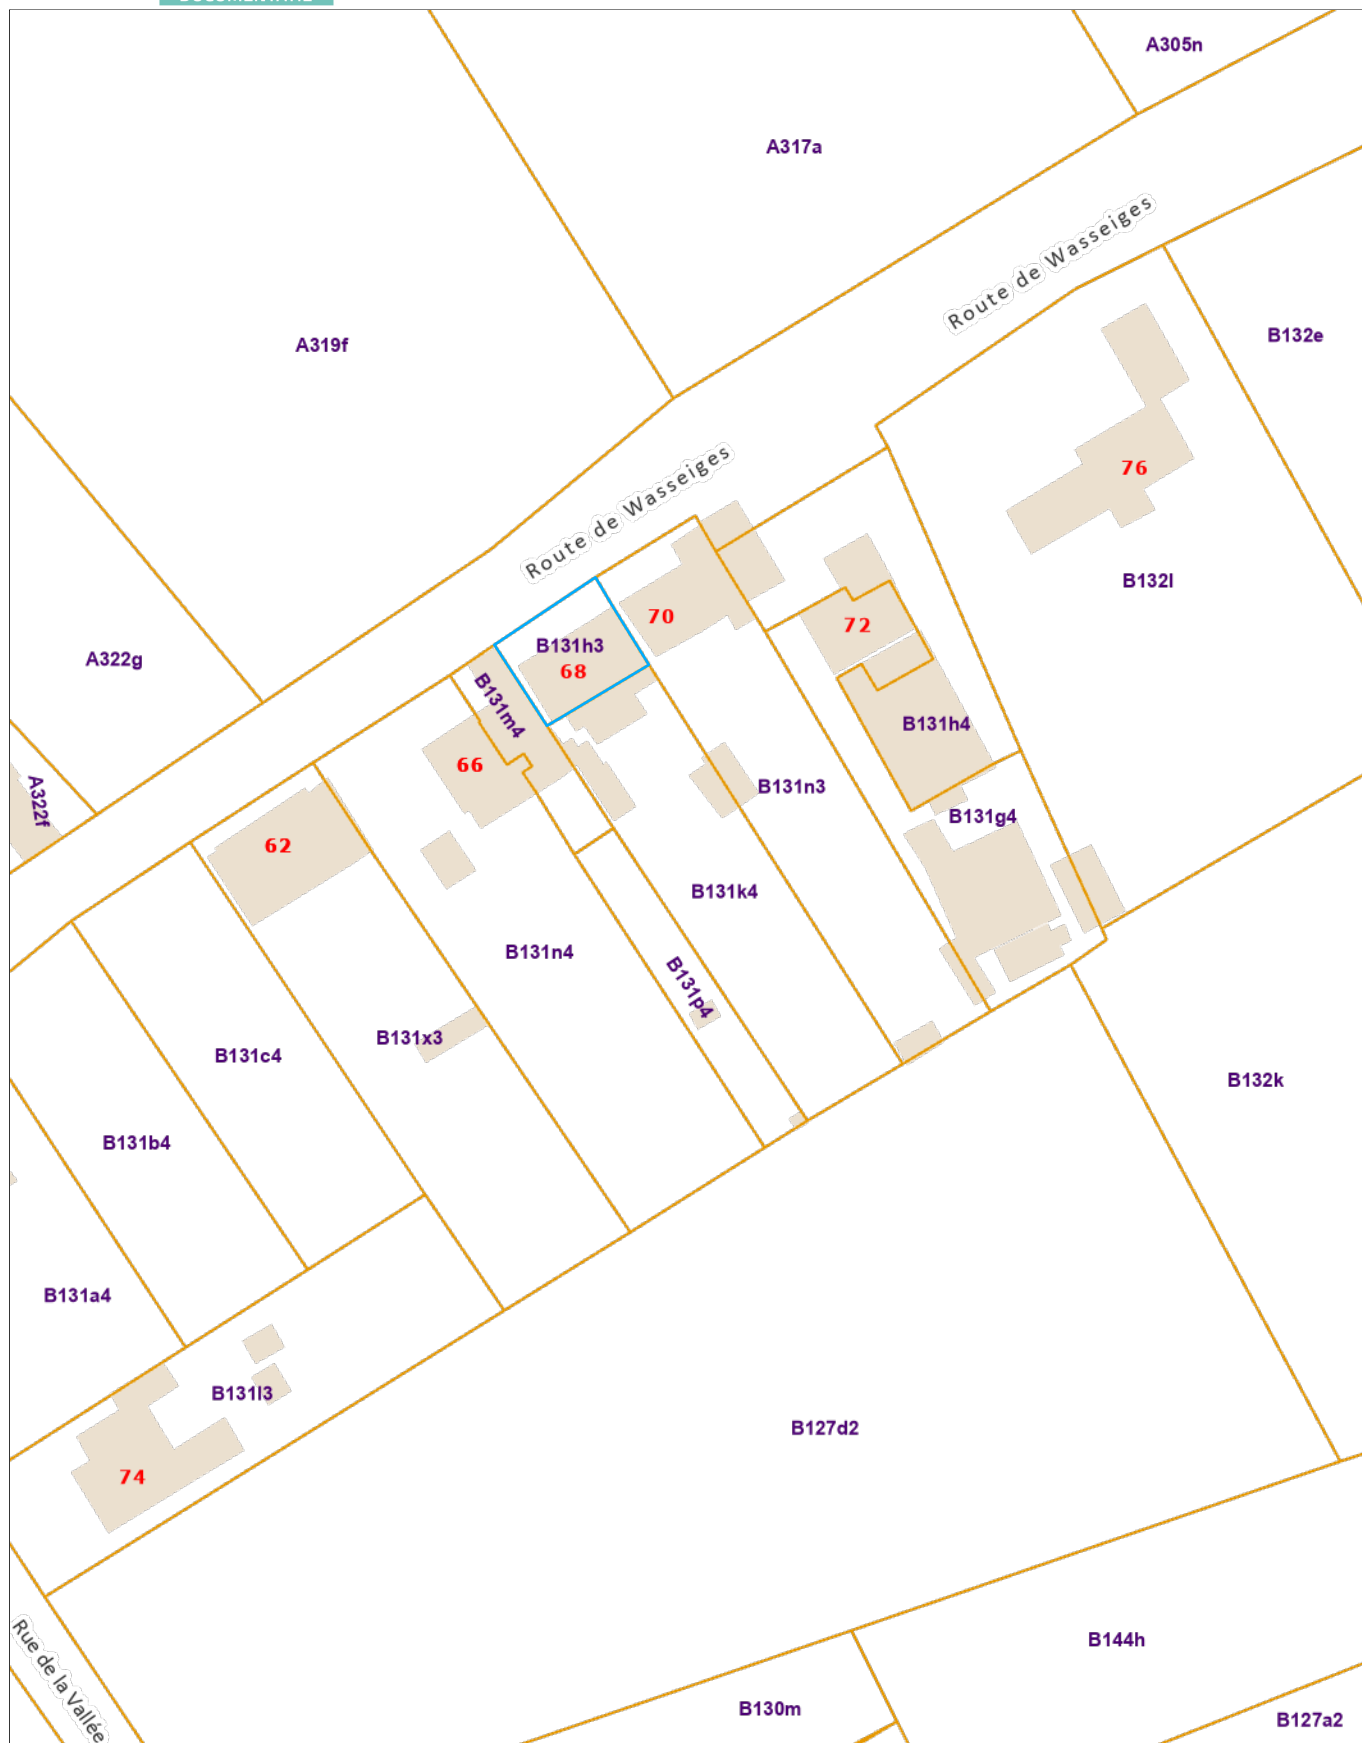 A305n
A317a
Route de Wasseiges
B132e
A319f
76
Route de Wasseiges
B132l
70
72
B131h3
A322g
68
B131m4
B131h4
66
B131n3
A322f
B131g4
62
B131k4
B131n4
B131p4
B131x3
B131c4
B132k
B131b4
B131a4
B131l3
B127d2
74
Rue de la Vallée
B144h
B130m
B127a2